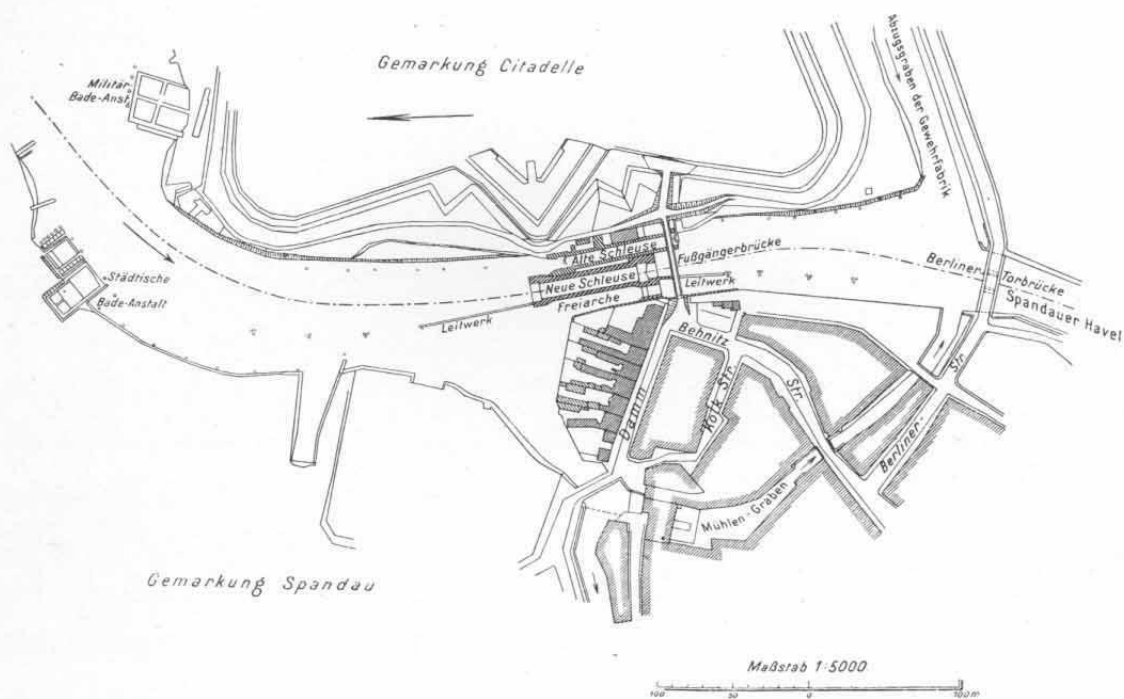 Gemarkung Citadelle
Abzugsgraben der Gewehrfabrik
Militär
Bade-Anst.
Alte Schleuse
Fußgängerbrücke
Neue Schleuse
Leitwerk
Freiarche
Leitwerk
Berliner-
Torbrücke
Spandauer Havel
Städtische
Bade-Anstalt
Behnitz
Str.
Kolk Str.
Damm
Berliner-
Str.
Mühlen-Graben
Gemarkung Spandau
Maßstab 1:5000
100 50 0 100 m